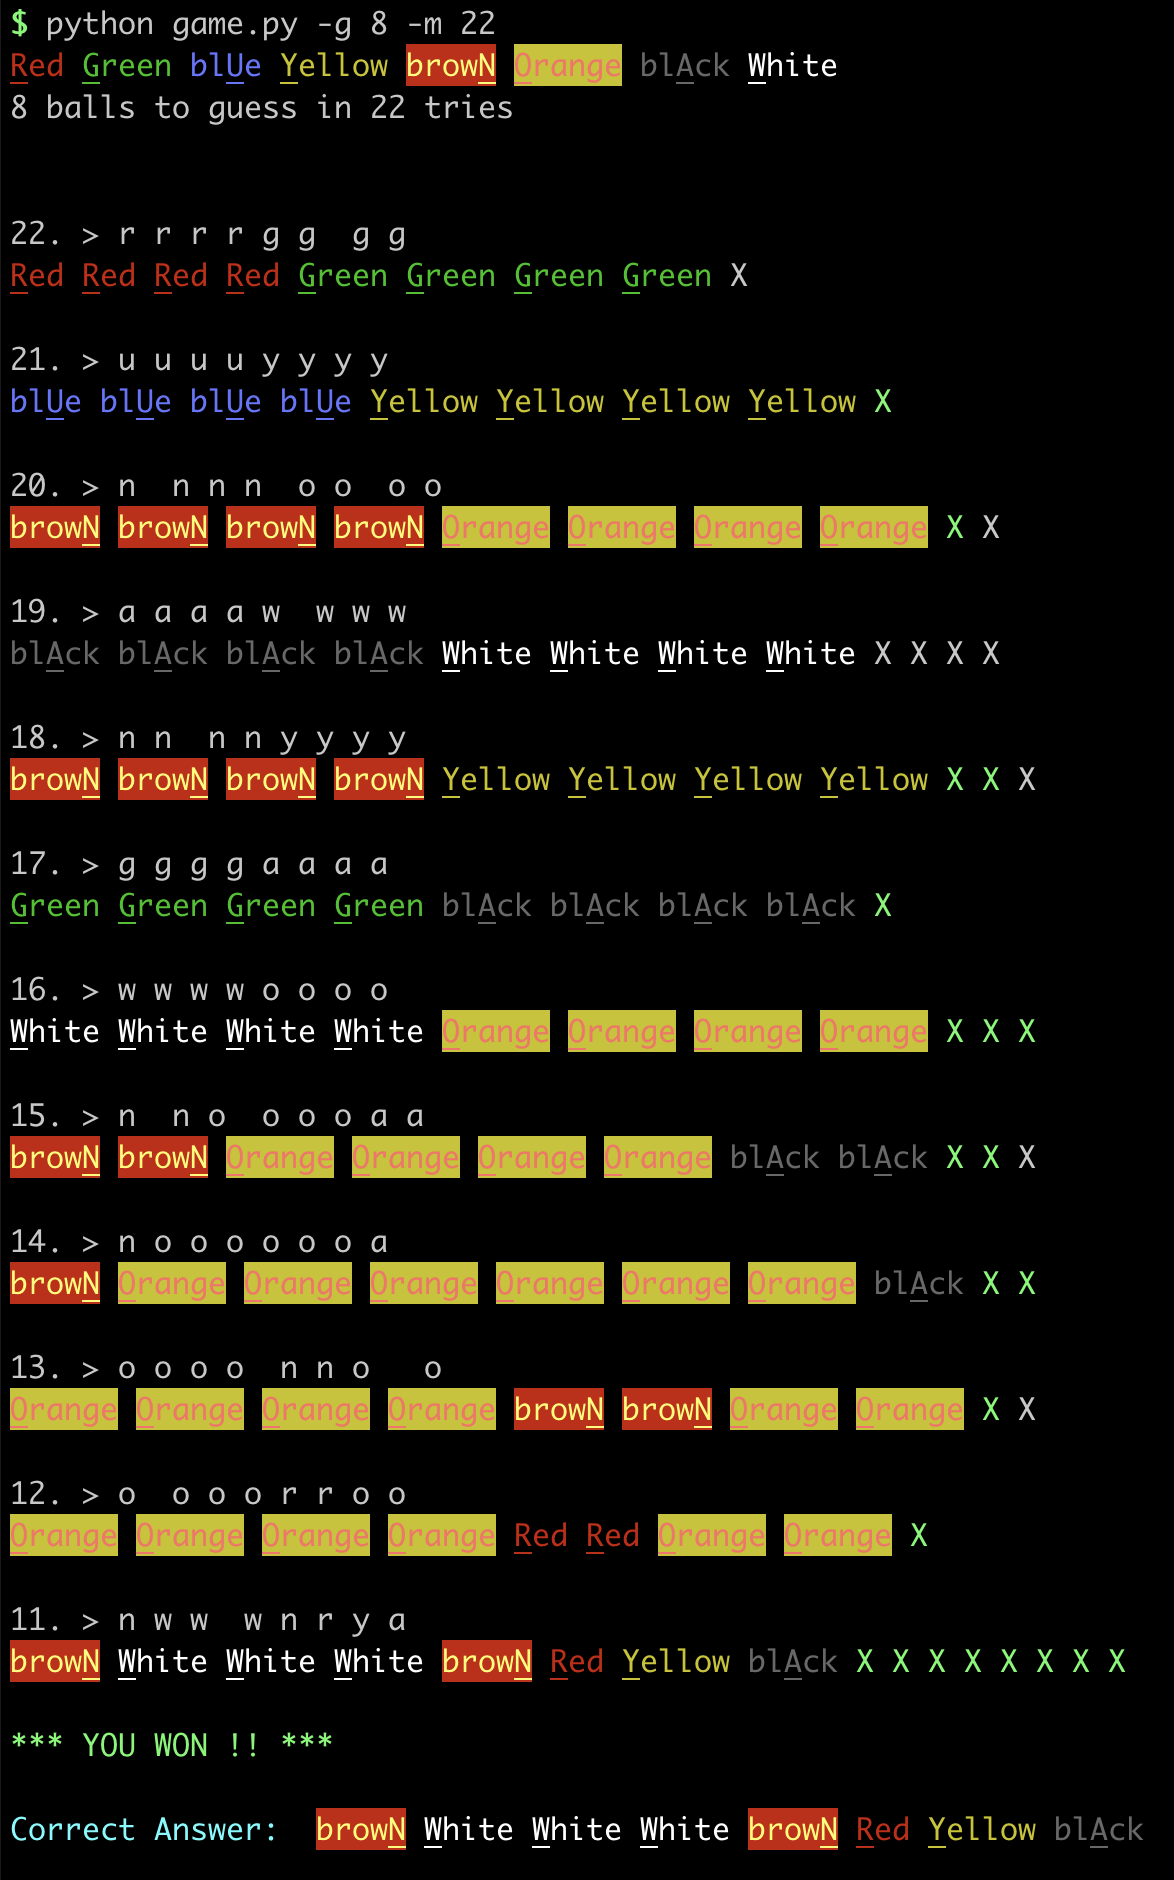 $ python game.py -g 8 -m 22
Red Green blUe Yellow browN Orange blAck White
8 balls to guess in 22 tries
22. > r r r r g g  g g
Red Red Red Red Green Green Green Green X
21. > u u u u y y y y
blUe blUe blUe blUe Yellow Yellow Yellow Yellow X
20. > n  n n n  o o  o o
browN browN browN browN Orange Orange Orange Orange X X
19. > a a a a w  w w w
blAck blAck blAck blAck White White White White X X X X
18. > n n  n n y y y y
browN browN browN browN Yellow Yellow Yellow Yellow X X X
17. > g g g g a a a a
Green Green Green Green blAck blAck blAck blAck X
16. > w w w w o o o o
White White White White Orange Orange Orange Orange X X X
15. > n  n o  o o o a a
browN browN Orange Orange Orange Orange blAck blAck X X X
14. > n o o o o o o a
browN Orange Orange Orange Orange Orange Orange blAck X X
13. > o o o o  n n o   o
Orange Orange Orange Orange browN browN Orange Orange X X
12. > o  o o o r r o o
Orange Orange Orange Orange Red Red Orange Orange X
11. > n w w  w n r y a
browN White White White browN Red Yellow blAck X X X X X X X X
*** YOU WON !! ***
Correct Answer:  browN White White White browN Red Yellow blAck